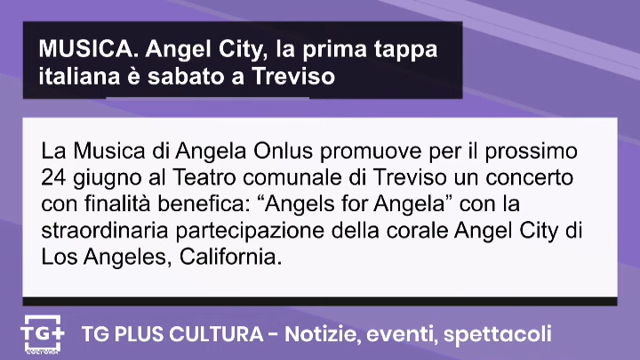 MUSICA. Angel City, la prima tappa
italiana è sabato a Treviso
La Musica di Angela Onlus promuove per il prossimo
24 giugno al Teatro comunale di Treviso un concerto
con finalità benefica: “Angels for Angela” con la
straordinaria partecipazione della corale Angel City di
Los Angeles, California.
TG+
CULTURA
TG PLUS CULTURA - Notizie, eventi, spettacoli